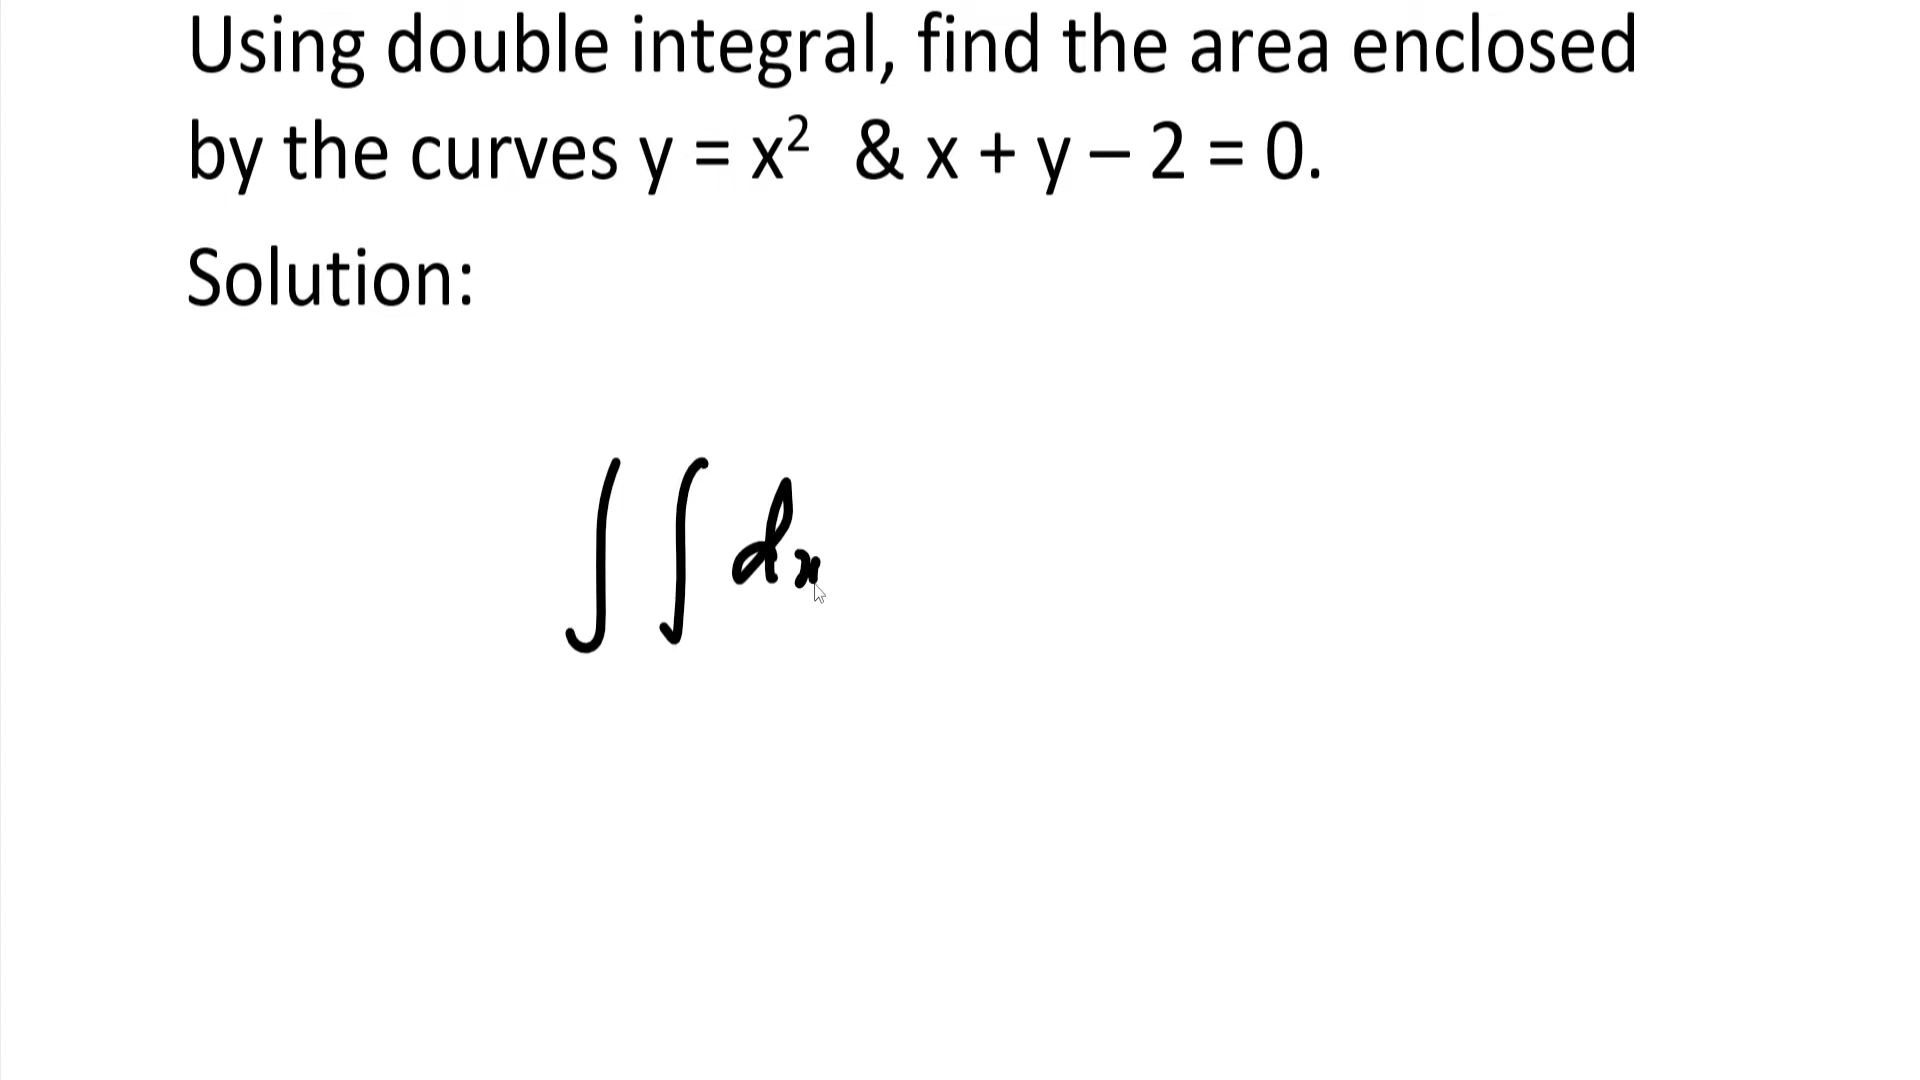 Using double integral, find the area enclosed
by the curves y = x² & x + y – 2 = 0.
Solution:
∫ ∫ dx